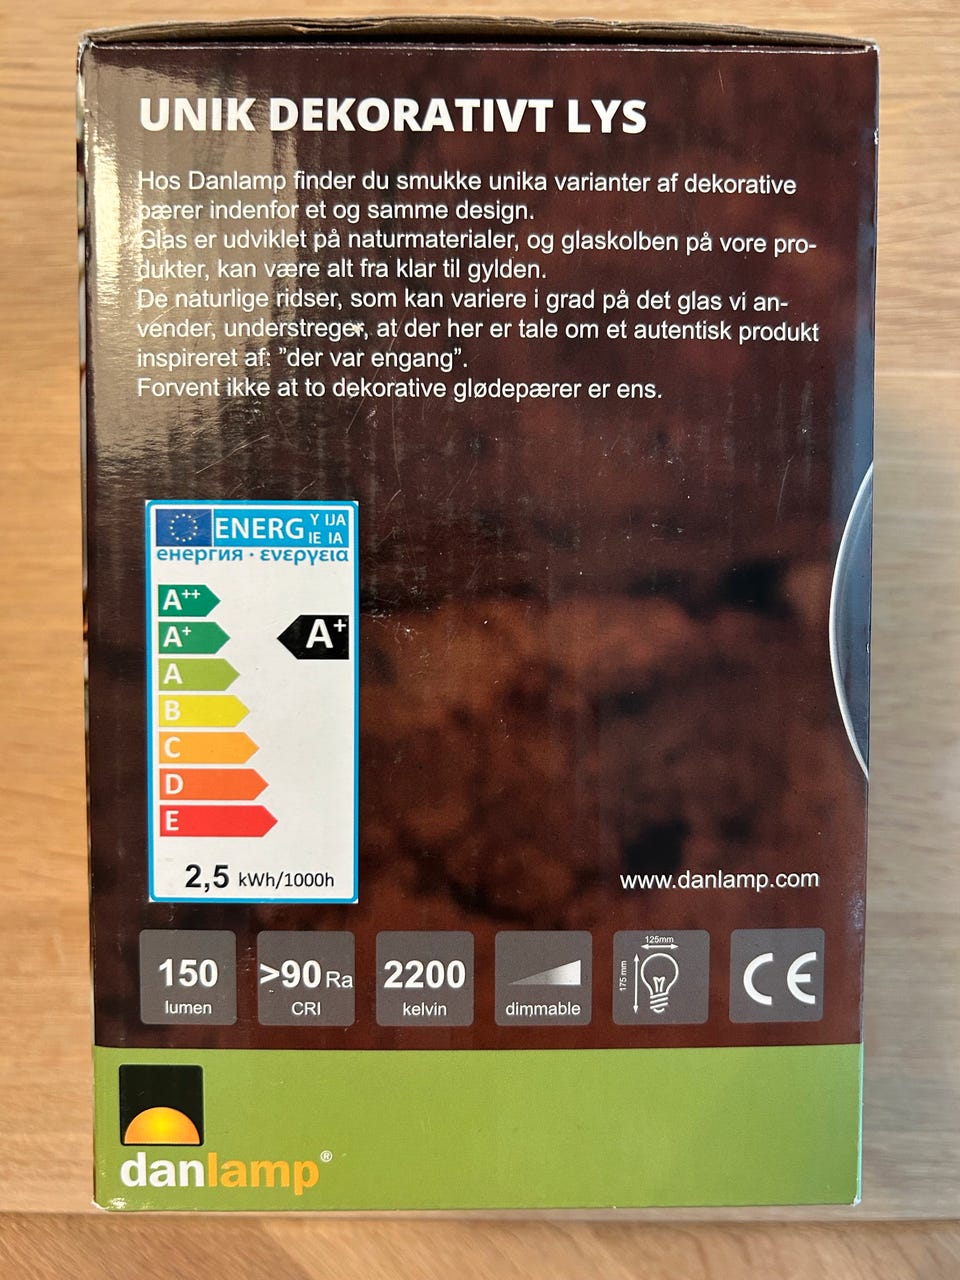 UNIK DEKORATIVT LYS
Hos Danlamp finder du smukke unika varianter af dekorative
pærer indenfor et og samme design.
Glas er udviklet på naturmaterialer, og glaskolben på vore pro-
dukter, kan være alt fra klar til gylden.
De naturlige ridser, som kan variere i grad på det glas vi an-
vender, understreger, at der her er tale om et autentisk produkt
inspireret af: ”der var engang”.
Forvent ikke at to dekorative glødepærer er ens.
ENERG Y IJA
IE IA
енергия · ενεργεια
A++
A+ A+
A
B
C
D
E
2,5 kWh/1000h
www.danlamp.com
150
lumen
>90 Ra
CRI
2200
kelvin
dimmable
125mm
175 mm
CE
danlamp®